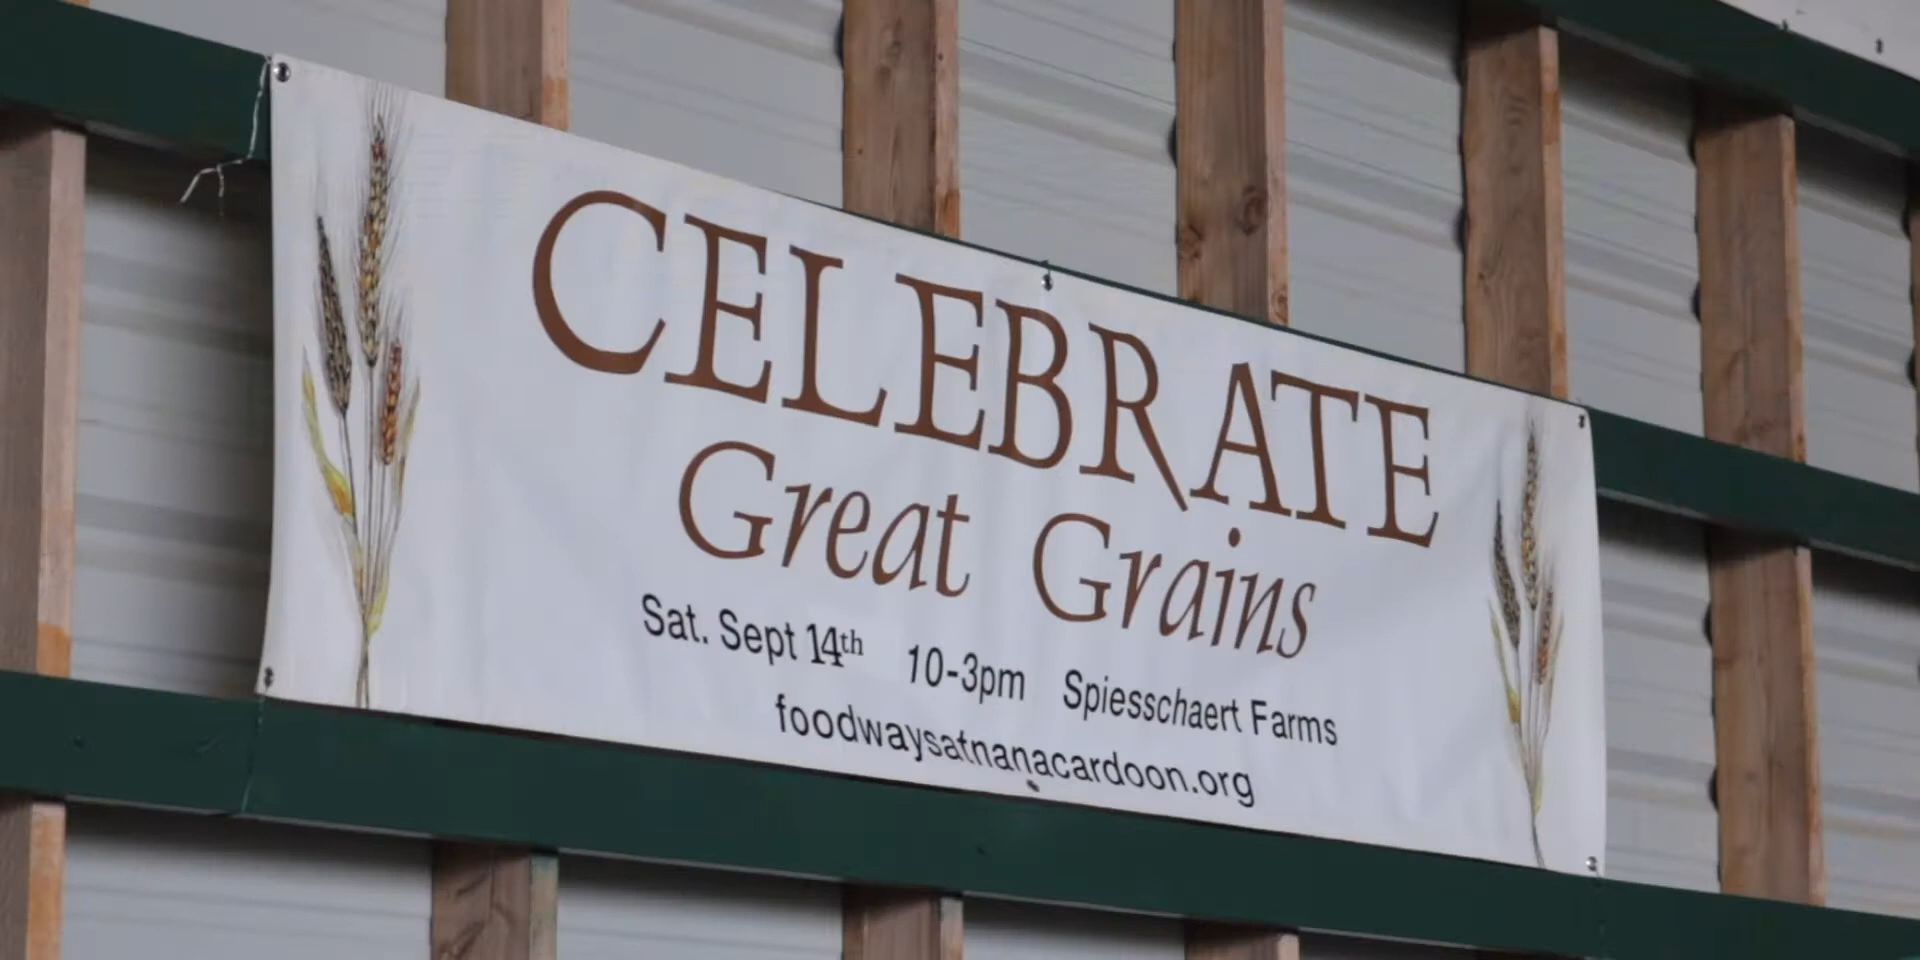 CELEBRATE
Great Grains
Sat. Sept 14th 10-3pm Spiesschaert Farms
foodwaysatnanacardoon.org